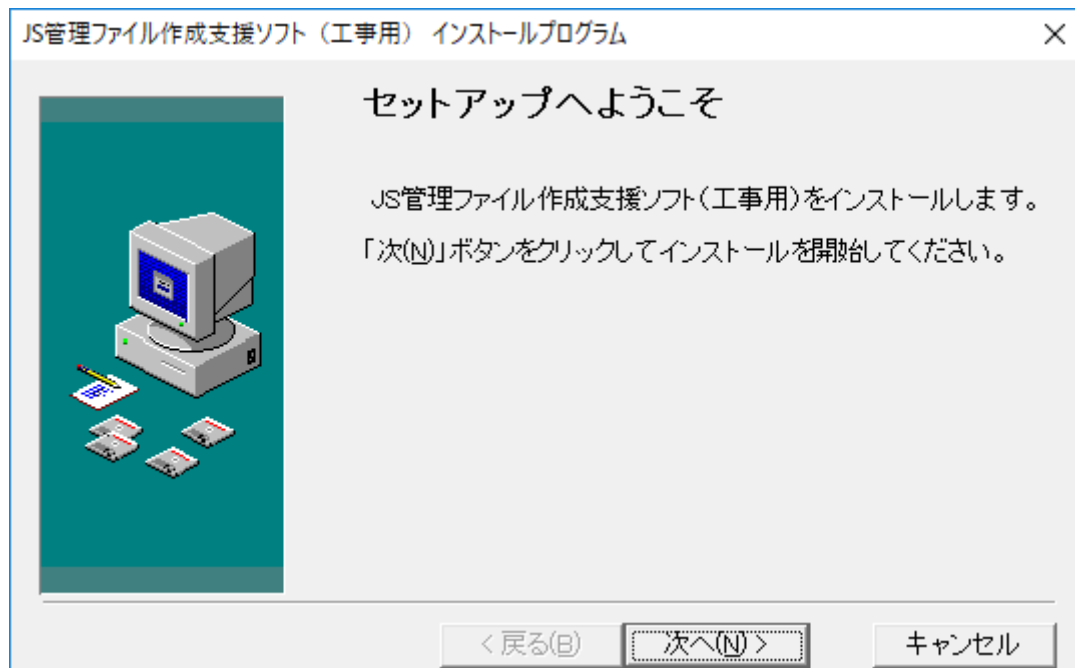 JS管理ファイル作成支援ソフト（工事用） インストールプログラム
セットアップへようこそ
JS管理ファイル作成支援ソフト（工事用）をインストールします。
「次(N)」ボタンをクリックしてインストールを開始してください。
< 戻る(B) 次へ(N) > キャンセル